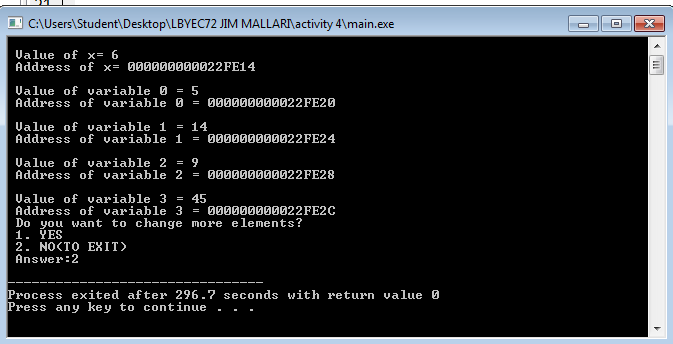 21
C:\Users\Student\Desktop\LBYEC72 JIM MALLARI\activity 4\main.exe
Value of x= 6
Address of x= 000000000022FE14
Value of variable 0 = 5
Address of variable 0 = 000000000022FE20
Value of variable 1 = 14
Address of variable 1 = 000000000022FE24
Value of variable 2 = 9
Address of variable 2 = 000000000022FE28
Value of variable 3 = 45
Address of variable 3 = 000000000022FE2C
Do you want to change more elements?
1. YES
2. NO(TO EXIT)
Answer:2
--------------------------------
Process exited after 296.7 seconds with return value 0
Press any key to continue . . .